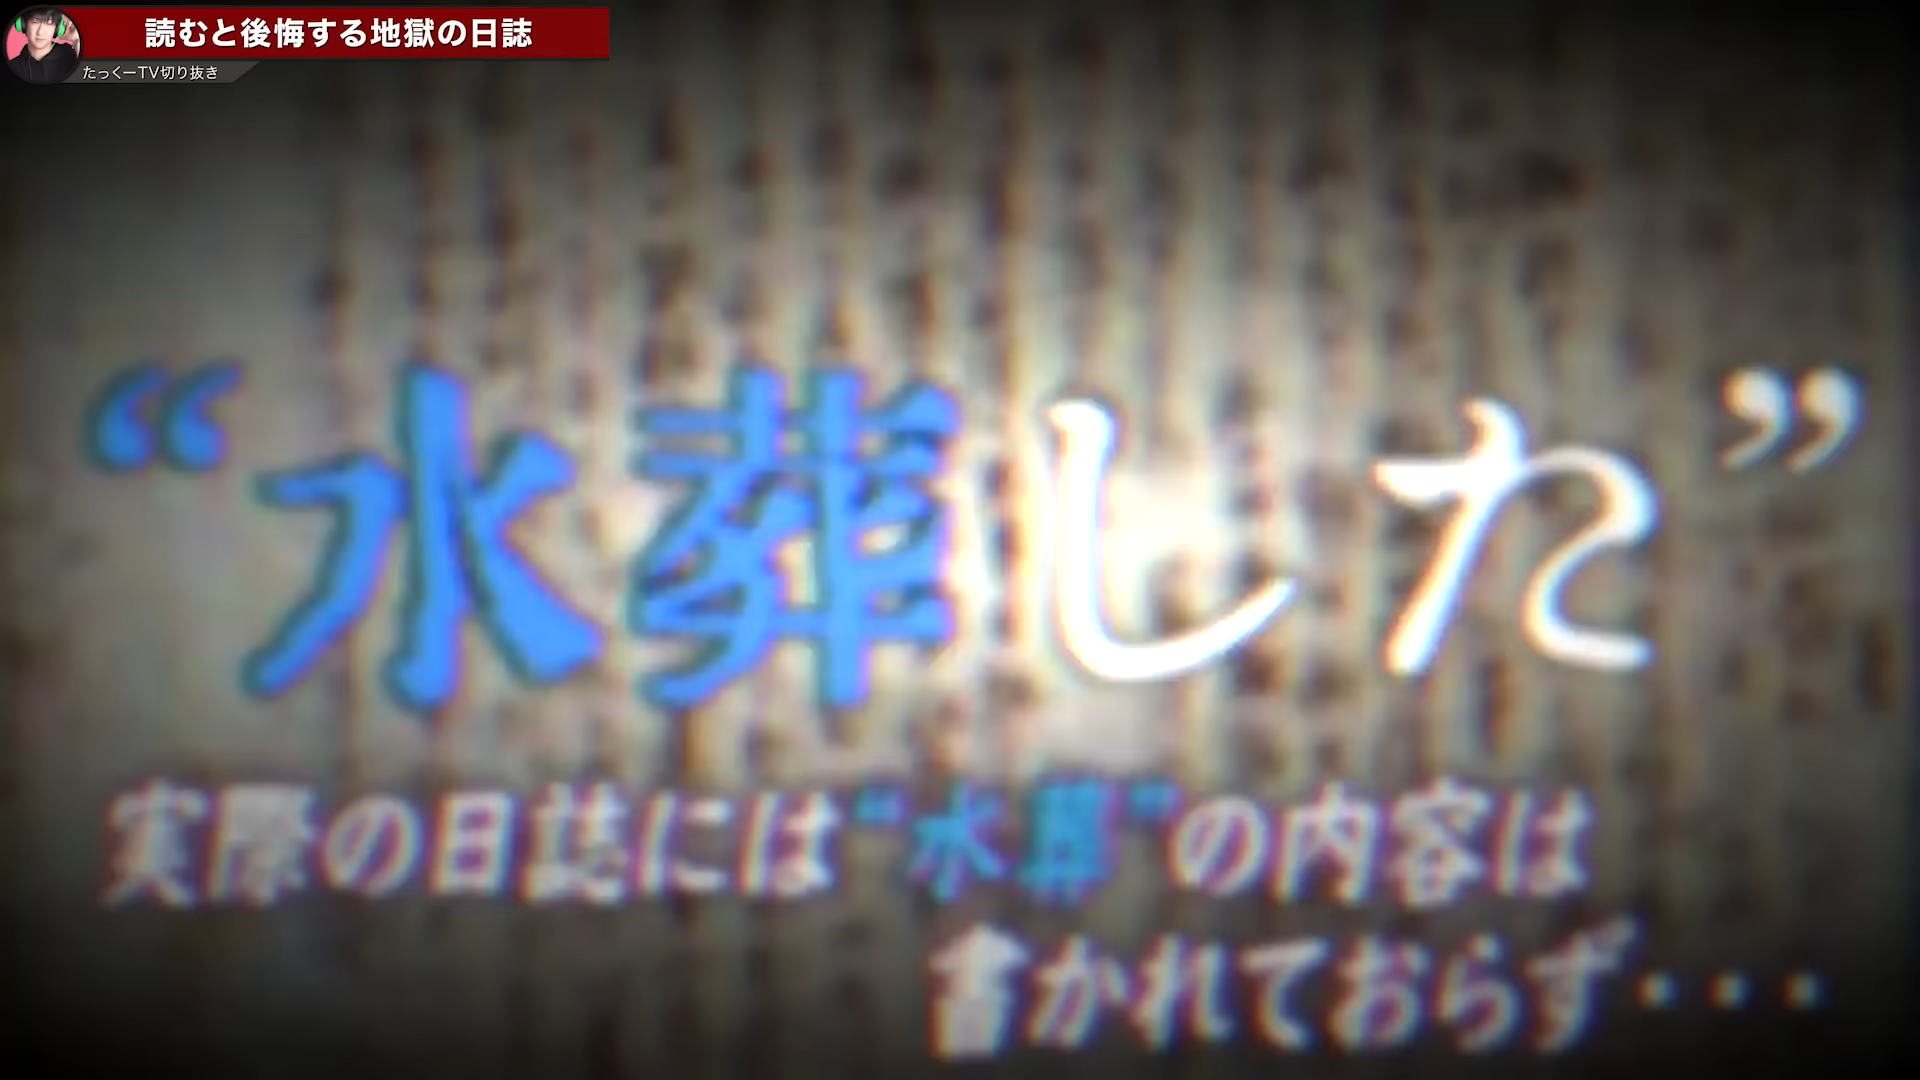 読むと後悔する地獄の日誌
たっくーTV切り抜き
“水葬した”
実際の日誌には“水葬”の内容は
書かれておらず・・・